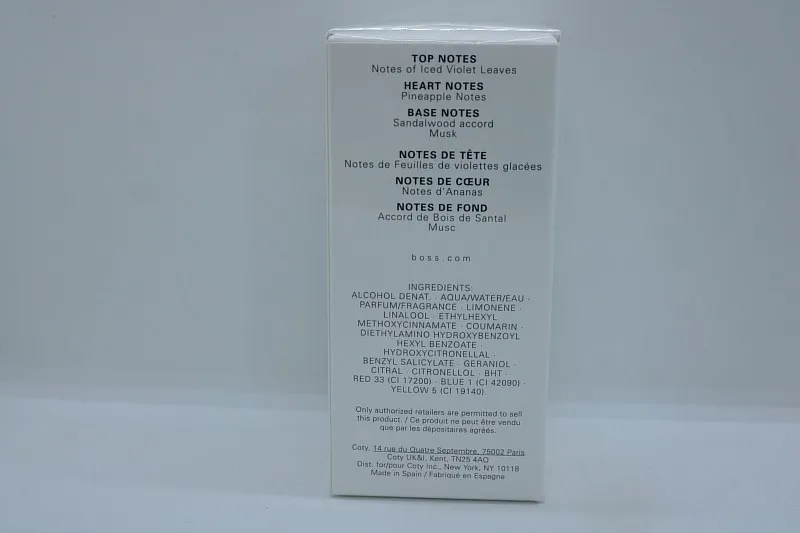 TOP NOTES
Notes of Iced Violet Leaves
HEART NOTES
Pineapple Notes
BASE NOTES
Sandalwood accord
Musk
NOTES DE TÊTE
Notes de Feuilles de violettes glacées
NOTES DE CŒUR
Notes d'Ananas
NOTES DE FOND
Accord de Bois de Santal
Musc
boss.com
INGREDIENTS:
ALCOHOL DENAT. · AQUA/WATER/EAU ·
PARFUM/FRAGRANCE · LIMONENE ·
LINALOOL · ETHYLHEXYL
METHOXYCINNAMATE · COUMARIN ·
DIETHYLAMINO HYDROXYBENZOYL
HEXYL BENZOATE ·
HYDROXYCITRONELLAL ·
BENZYL SALICYLATE · GERANIOL ·
CITRAL · CITRONELLOL · BHT ·
RED 33 (CI 17200) · BLUE 1 (CI 42090) ·
YELLOW 5 (CI 19140)
Only authorized retailers are permitted to sell
this product. / Ce produit ne peut être vendu
que par les dépositaires agréés.
Coty, 14 rue du Quatre Septembre, 75002 Paris
Coty UK&I, Kent, TN25 4AO
Dist. for/pour Coty Inc., New York, NY 10118
Made in Spain / Fabriqué en Espagne